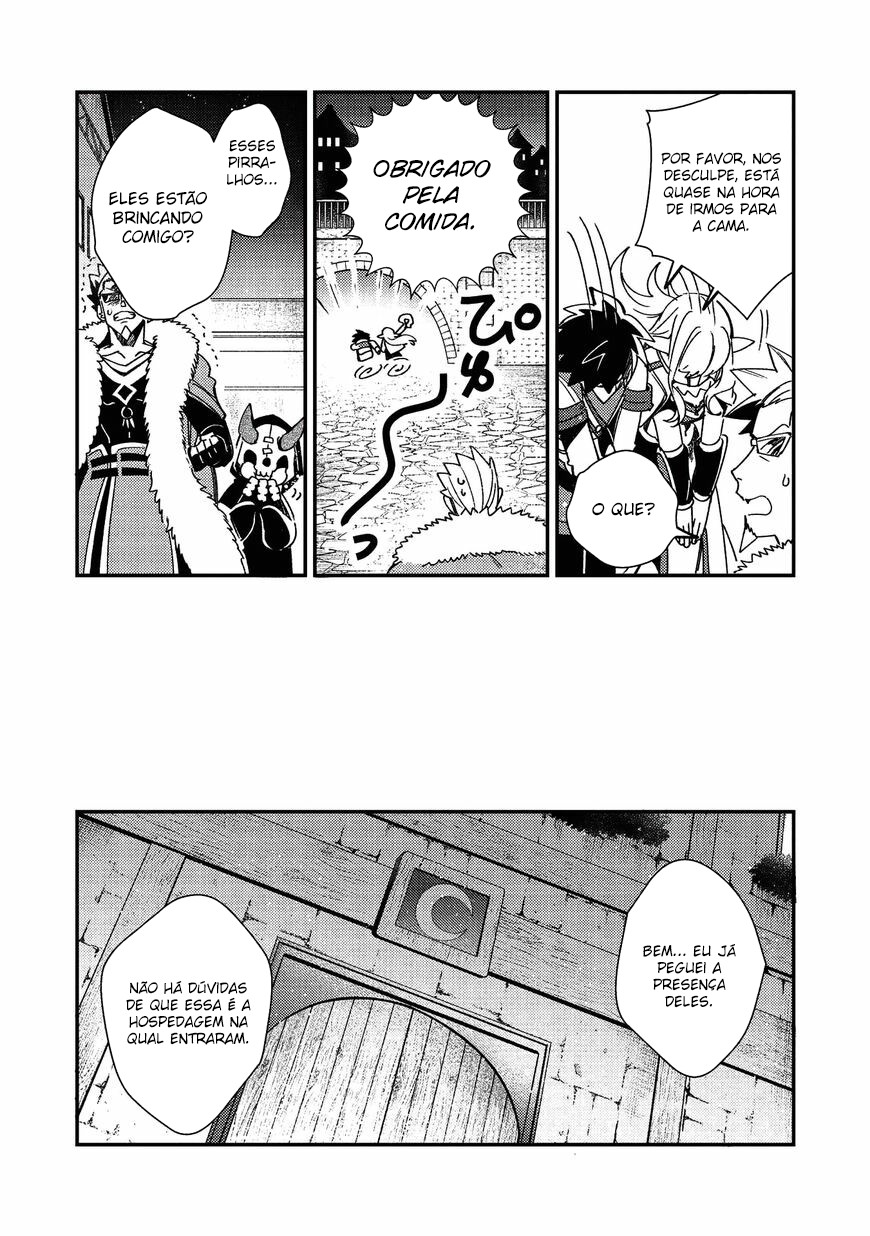 POR FAVOR, NOS
DESCULPE, ESTÁ
QUASE NA HORA
DE IRMOS PARA
A CAMA.
O QUE?
OBRIGADO
PELA
COMIDA.
ESSES
PIRRA-
LHOS...
ELES ESTÃO
BRINCANDO
COMIGO?
BEM... EU JÁ
PEGUEI A
PRESENÇA
DELES.
NÃO HÁ DÚVIDAS
DE QUE ESSA É A
HOSPEDAGEM NA
QUAL ENTRARAM.